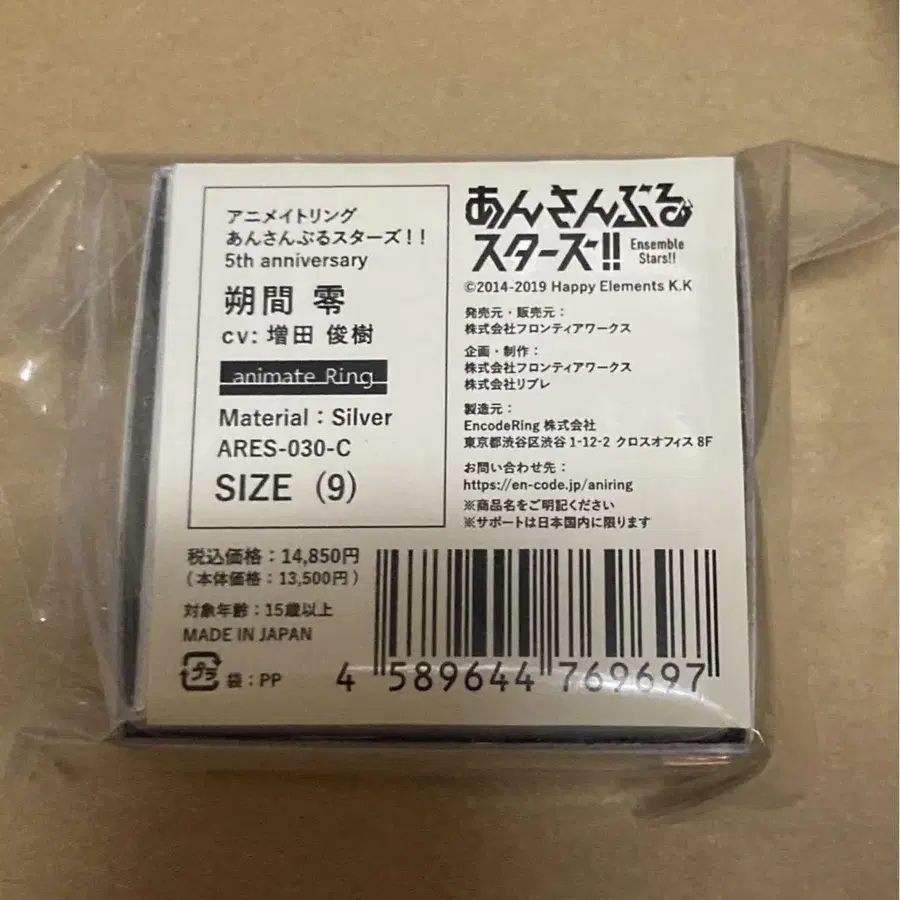 アニメイトリング
あんさんぶるスターズ！！
5th anniversary
朔間 零
cv: 増田 俊樹
animate Ring
Material：Silver
ARES-030-C
SIZE (9)
あんさんぶる
スターズ!!
Ensemble
Stars!!
©2014-2019 Happy Elements K.K
発売元・販売元：
株式会社フロンティアワークス
企画・制作：
株式会社フロンティアワークス
株式会社リブレ
製造元：
EncodeRing 株式会社
東京都渋谷区渋谷 1-12-2 クロスオフィス 8F
お問い合わせ先：
https://en-code.jp/aniring
※商品名をご明記ください
※サポートは日本国内に限ります
税込価格：14,850円
（本体価格：13,500円）
対象年齢：15歳以上
MADE IN JAPAN
プラ 袋：PP
4 589644 769697